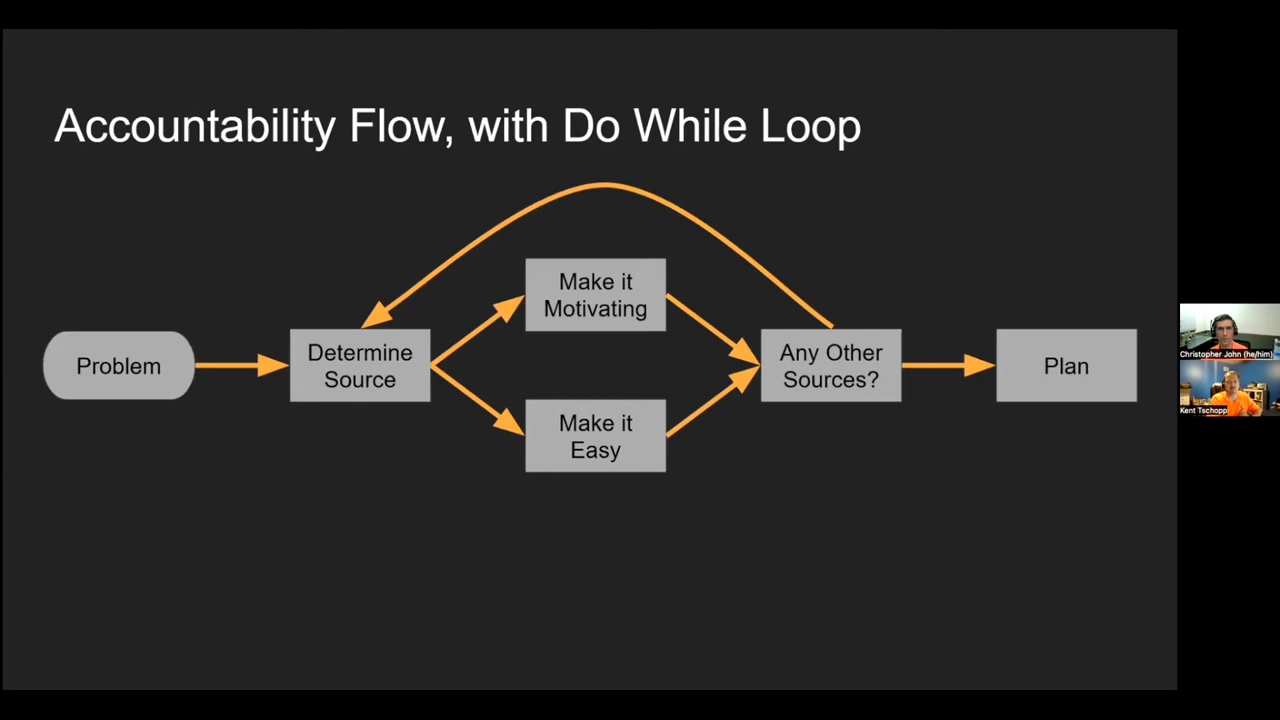 Accountability Flow, with Do While Loop
Problem
Determine
Source
Make it
Motivating
Make it
Easy
Any Other
Sources?
Plan
Christopher John (he/him)
Kent Tschopp